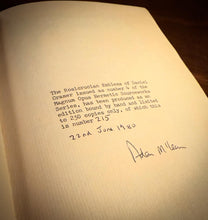 The Rosicrucian Emblems of Daniel
Cramer issued as number 4 of the
Magnum Opus Hermetic Sourceworks
Series, has been produced as an
edition bound by hand and limited
to 250 copies only, of which this
is number 215
22nd June 1980
Adam McLean